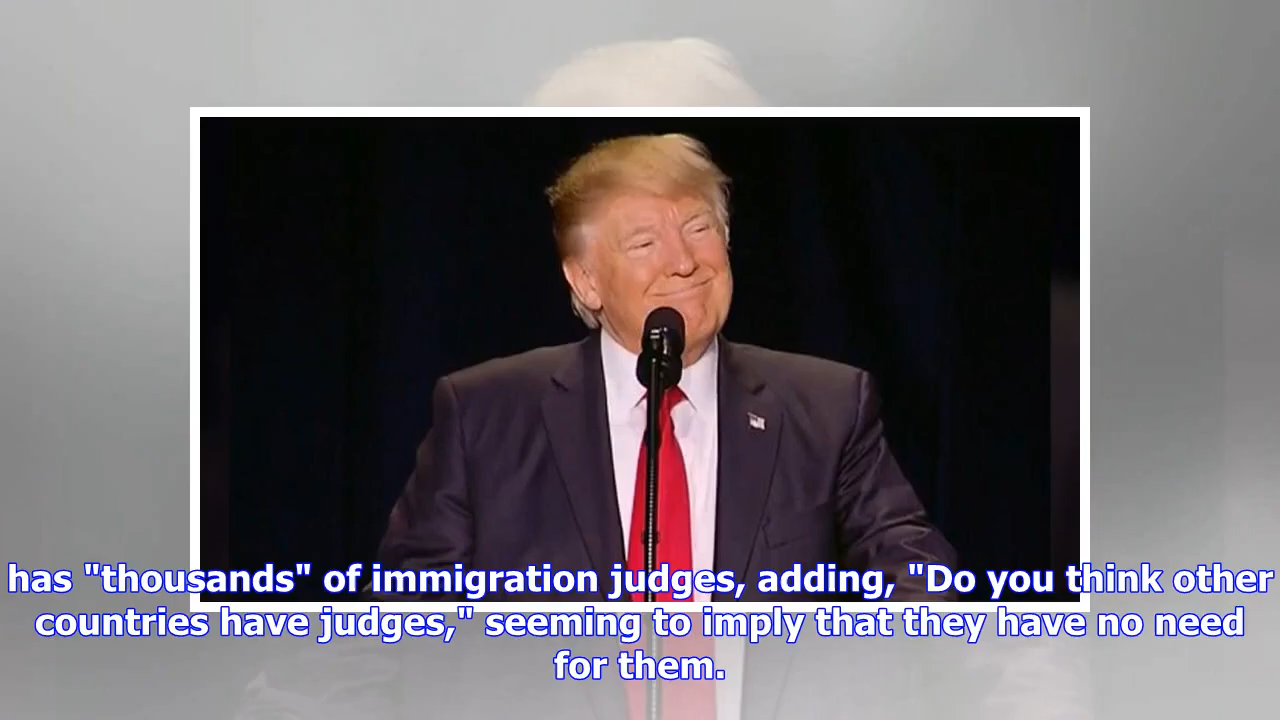 has "thousands" of immigration judges, adding, "Do you think other
countries have judges," seeming to imply that they have no need
for them.